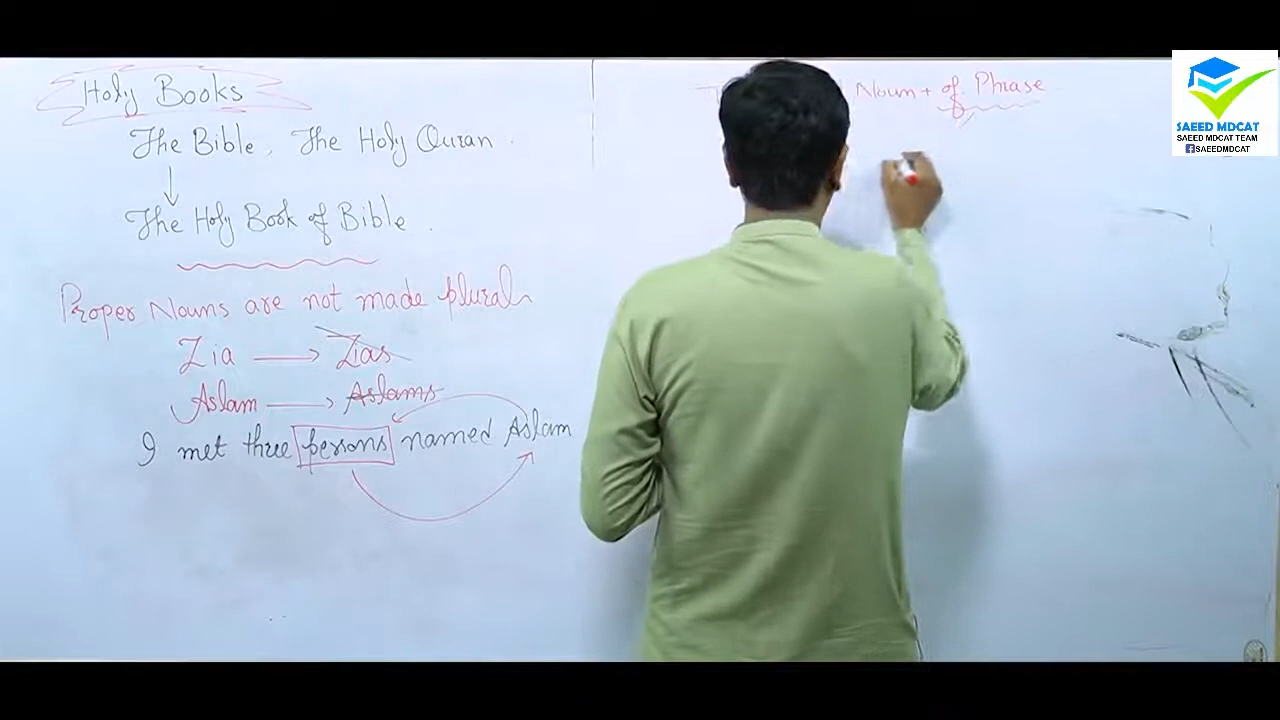 Holy Books
The Bible, The Holy Quran
The Holy Book of Bible.
Proper Nouns are not made plural
Zia → Zias
Aslam → Aslams
I met three persons named Aslam
Noun + of Phrase
SAEED MDCAT
SAEED MDCAT TEAM
SAEEDMDCAT